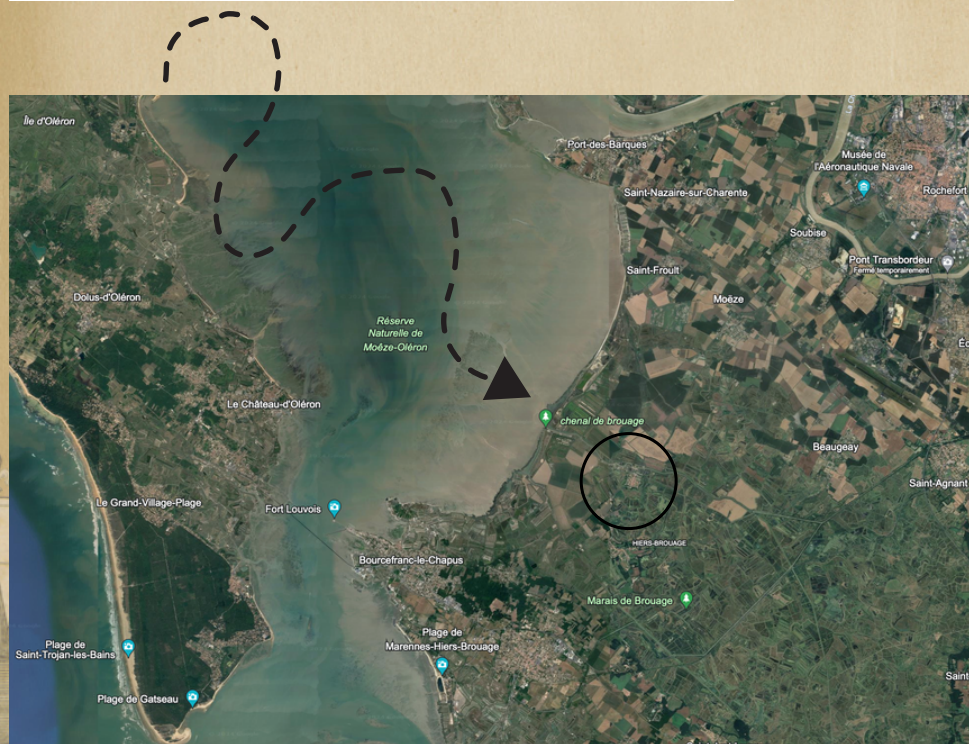 Île d'Oléron
Port-des-Barques
Musée de
l'Aéronautique Navale
Rochefort
Saint-Nazaire-sur-Charente
Soubise
Pont Transbordeur
Fermé temporairement
Saint-Froult
Moëze
Dolus-d'Oléron
Réserve
Naturelle de
Moëze-Oléron
Le Château-d'Oléron
chenal de brouage
Beaugeay
Saint-Agnant
Le Grand-Village-Plage
Fort Louvois
HIERS-BROUAGE
Bourcefranc-le-Chapus
Marais de Brouage
Plage de
Marennes-Hiers-Brouage
Plage de
Saint-Trojan-les-Bains
Saint
Plage de Gatseau